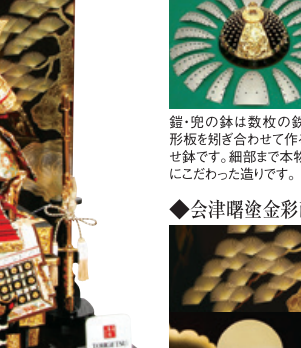 鎧・兜の鉢は数枚の鉄
形板を矧ぎ合わせて作る
せ鉢です。細部まで本物
にこだわった造りです。
◆会津曙塗金彩
TOUGETSU